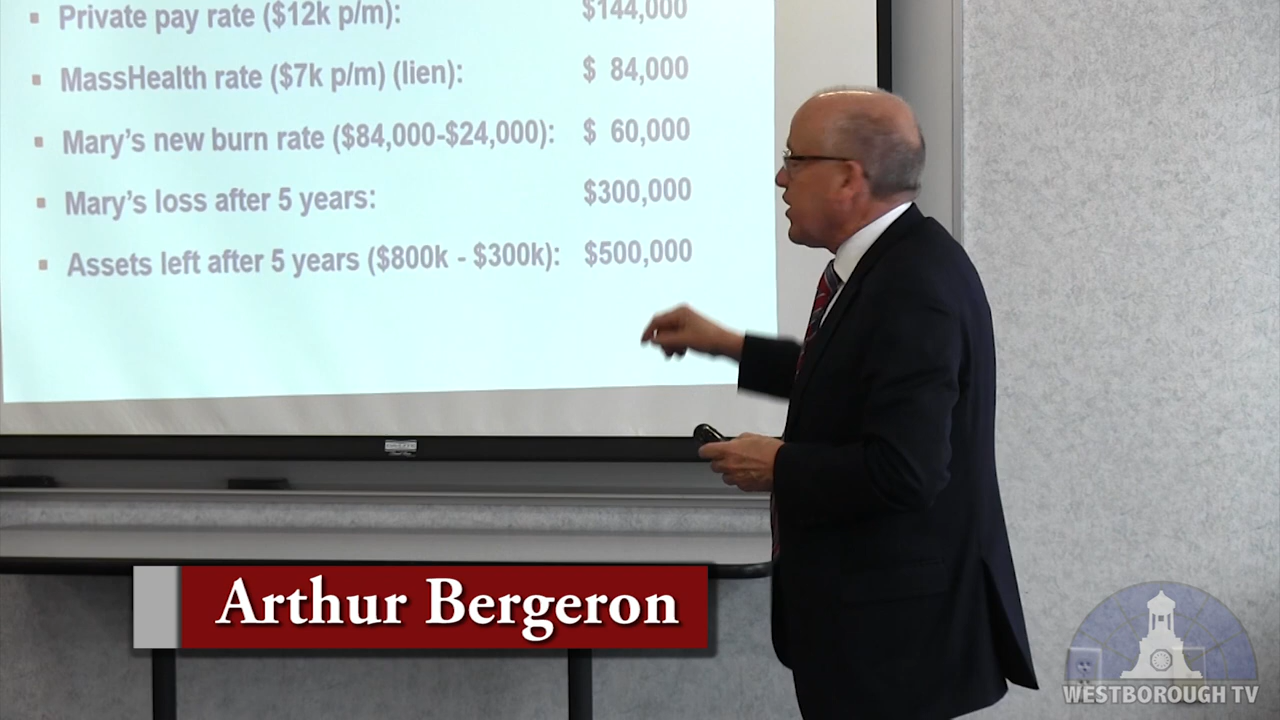 ▪ Private pay rate ($12k p/m): $144,000
▪ MassHealth rate ($7k p/m) (lien): $ 84,000
▪ Mary's new burn rate ($84,000-$24,000): $ 60,000
▪ Mary's loss after 5 years: $300,000
▪ Assets left after 5 years ($800k - $300k): $500,000
Arthur Bergeron
WESTBOROUGH TV